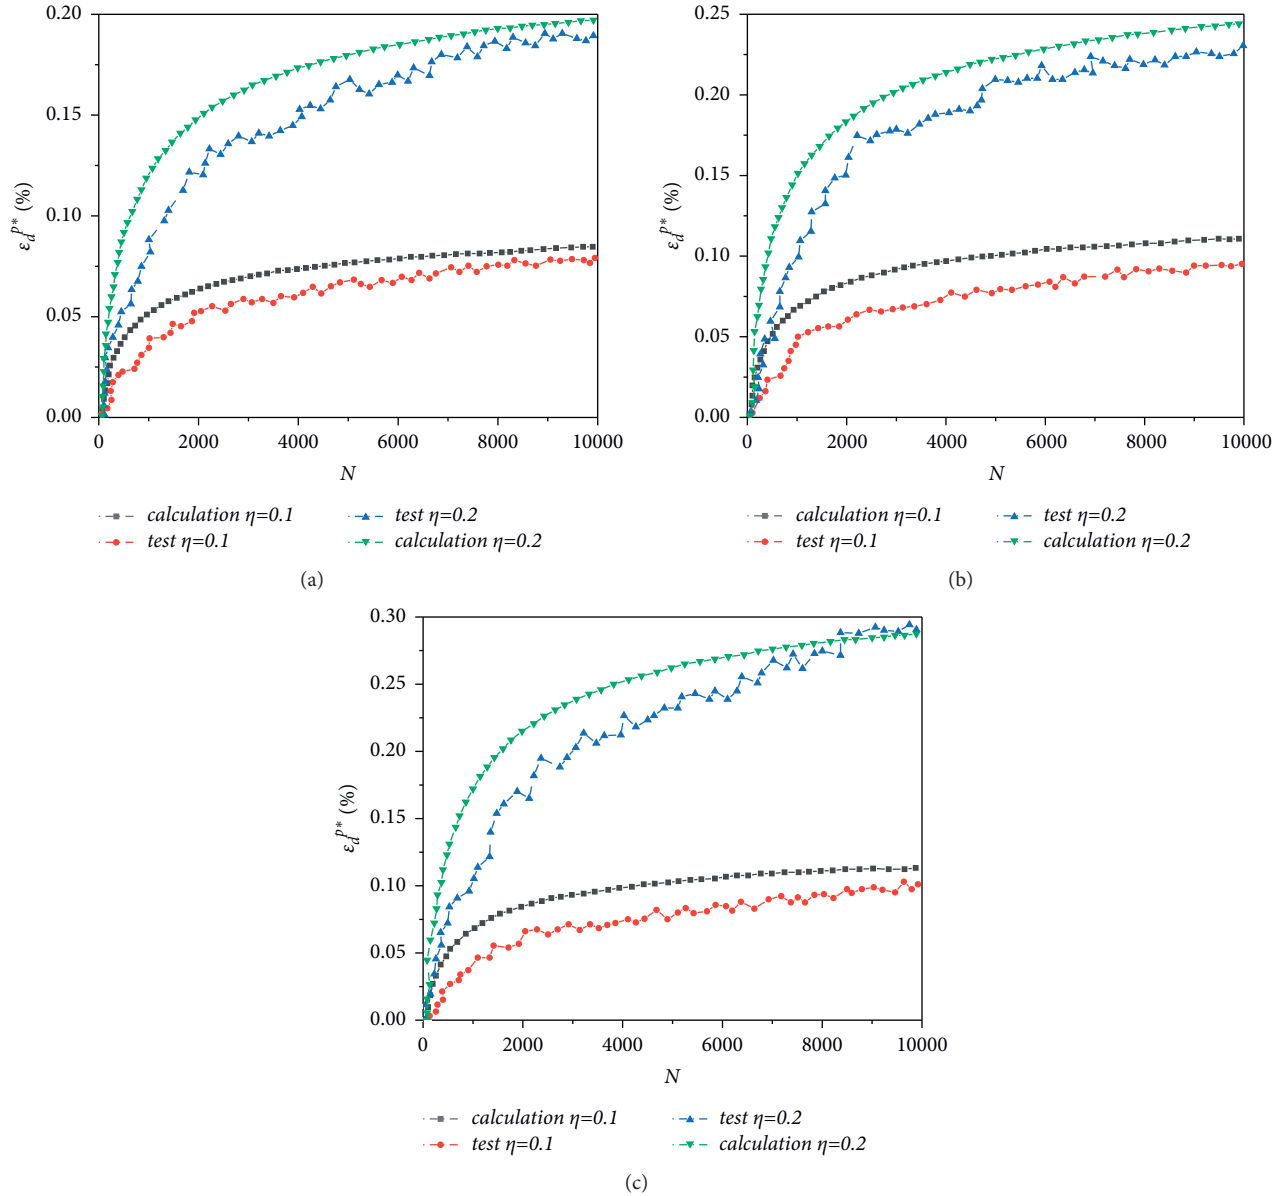 0.20
0.15
0.10
0.05
0.00
ε_d^p* (%)
0 2000 4000 6000 8000 10000
N
calculation η=0.1
test η=0.1
test η=0.2
calculation η=0.2
(a)
0.25
0.20
0.15
0.10
0.05
0.00
ε_d^p* (%)
0 2000 4000 6000 8000 10000
N
calculation η=0.1
test η=0.1
test η=0.2
calculation η=0.2
(b)
0.30
0.25
0.20
0.15
0.10
0.05
0.00
ε_d^p* (%)
0 2000 4000 6000 8000 10000
N
calculation η=0.1
test η=0.1
test η=0.2
calculation η=0.2
(c)